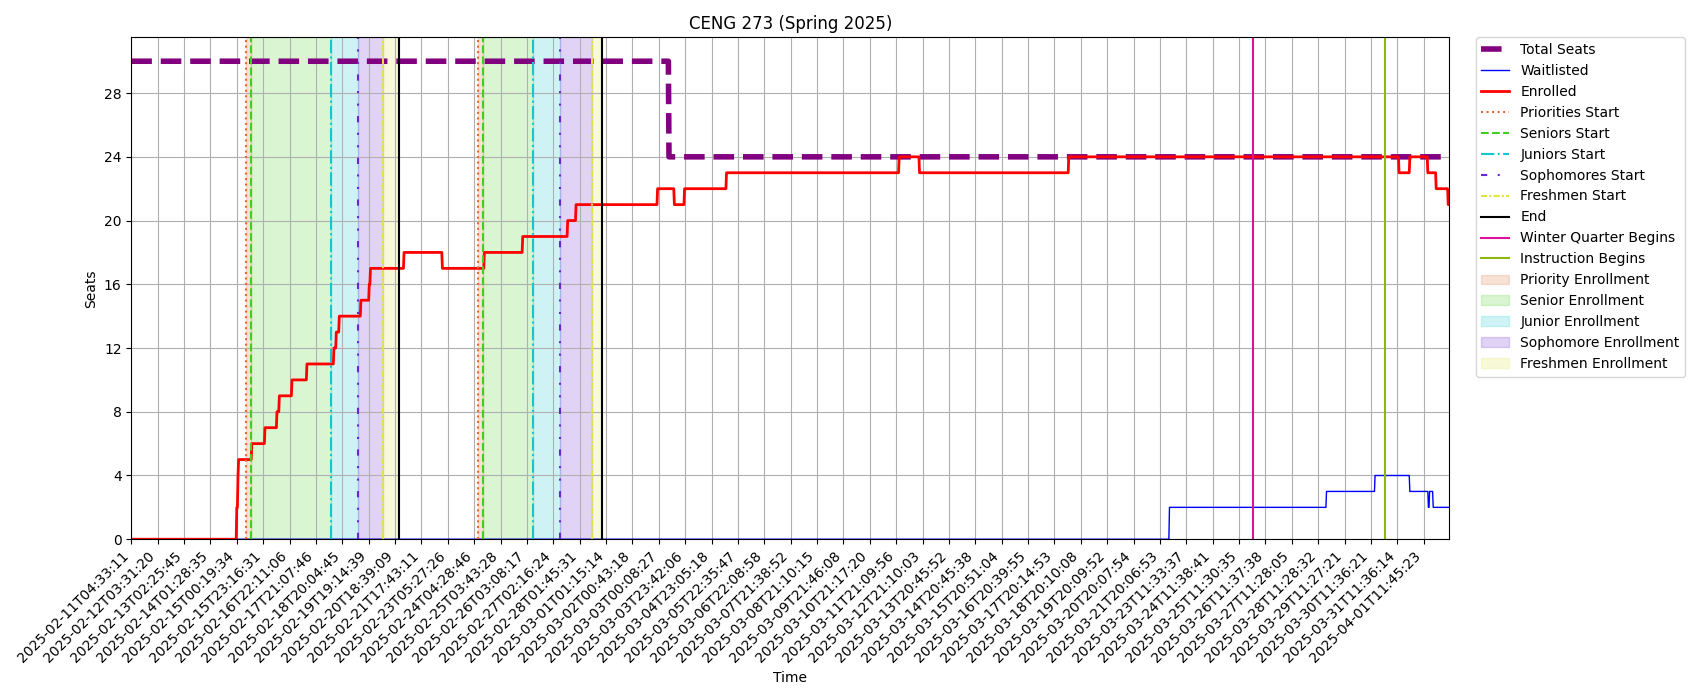 CENG 273 (Spring 2025)
Seats
28
24
20
16
12
8
4
0
2025-02-11T04:33:11
2025-02-12T03:31:20
2025-02-13T02:25:45
2025-02-14T01:28:35
2025-02-15T00:19:34
2025-02-15T23:16:31
2025-02-16T22:11:06
2025-02-17T21:07:46
2025-02-18T20:04:45
2025-02-19T19:14:39
2025-02-20T18:39:09
2025-02-21T17:43:11
2025-02-23T05:27:26
2025-02-24T04:28:46
2025-02-25T03:43:28
2025-02-26T03:08:17
2025-02-27T02:16:24
2025-02-28T01:45:31
2025-03-01T01:15:14
2025-03-02T00:43:18
2025-03-03T00:08:27
2025-03-03T23:42:06
2025-03-04T23:05:18
2025-03-05T22:35:47
2025-03-06T22:08:58
2025-03-07T21:38:52
2025-03-08T21:10:15
2025-03-09T21:46:08
2025-03-10T21:17:20
2025-03-11T21:09:56
2025-03-12T21:10:03
2025-03-13T20:45:52
2025-03-14T20:45:38
2025-03-15T20:51:04
2025-03-16T20:39:55
2025-03-17T20:14:53
2025-03-18T20:10:08
2025-03-19T20:09:52
2025-03-20T20:07:54
2025-03-21T20:06:53
2025-03-23T11:33:37
2025-03-24T11:38:41
2025-03-25T11:30:35
2025-03-26T11:37:38
2025-03-27T11:28:05
2025-03-28T11:28:32
2025-03-29T11:27:21
2025-03-30T11:36:21
2025-03-31T11:36:14
2025-04-01T11:45:23
Time
Total Seats
Waitlisted
Enrolled
Priorities Start
Seniors Start
Juniors Start
Sophomores Start
Freshmen Start
End
Winter Quarter Begins
Instruction Begins
Priority Enrollment
Senior Enrollment
Junior Enrollment
Sophomore Enrollment
Freshmen Enrollment